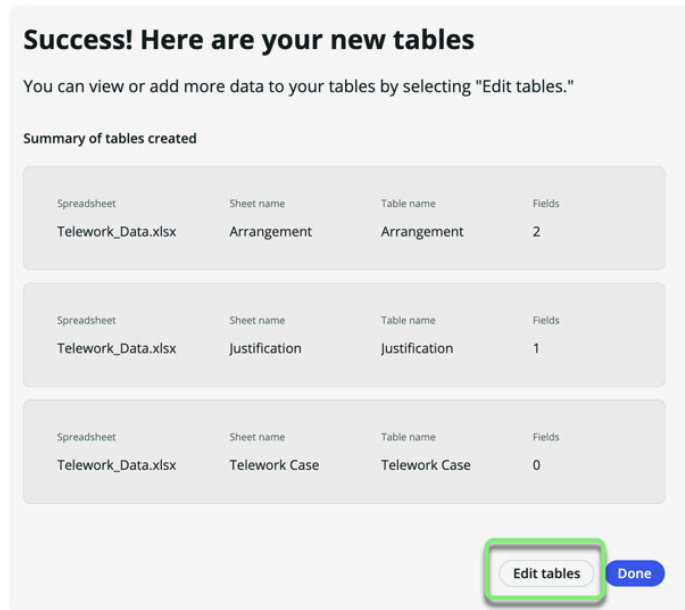 Success! Here are your new tables
You can view or add more data to your tables by selecting "Edit tables."
Summary of tables created
Spreadsheet Sheet name Table name Fields
Telework_Data.xlsx Arrangement Arrangement 2
Spreadsheet Sheet name Table name Fields
Telework_Data.xlsx Justification Justification 1
Spreadsheet Sheet name Table name Fields
Telework_Data.xlsx Telework Case Telework Case 0
Edit tables Done